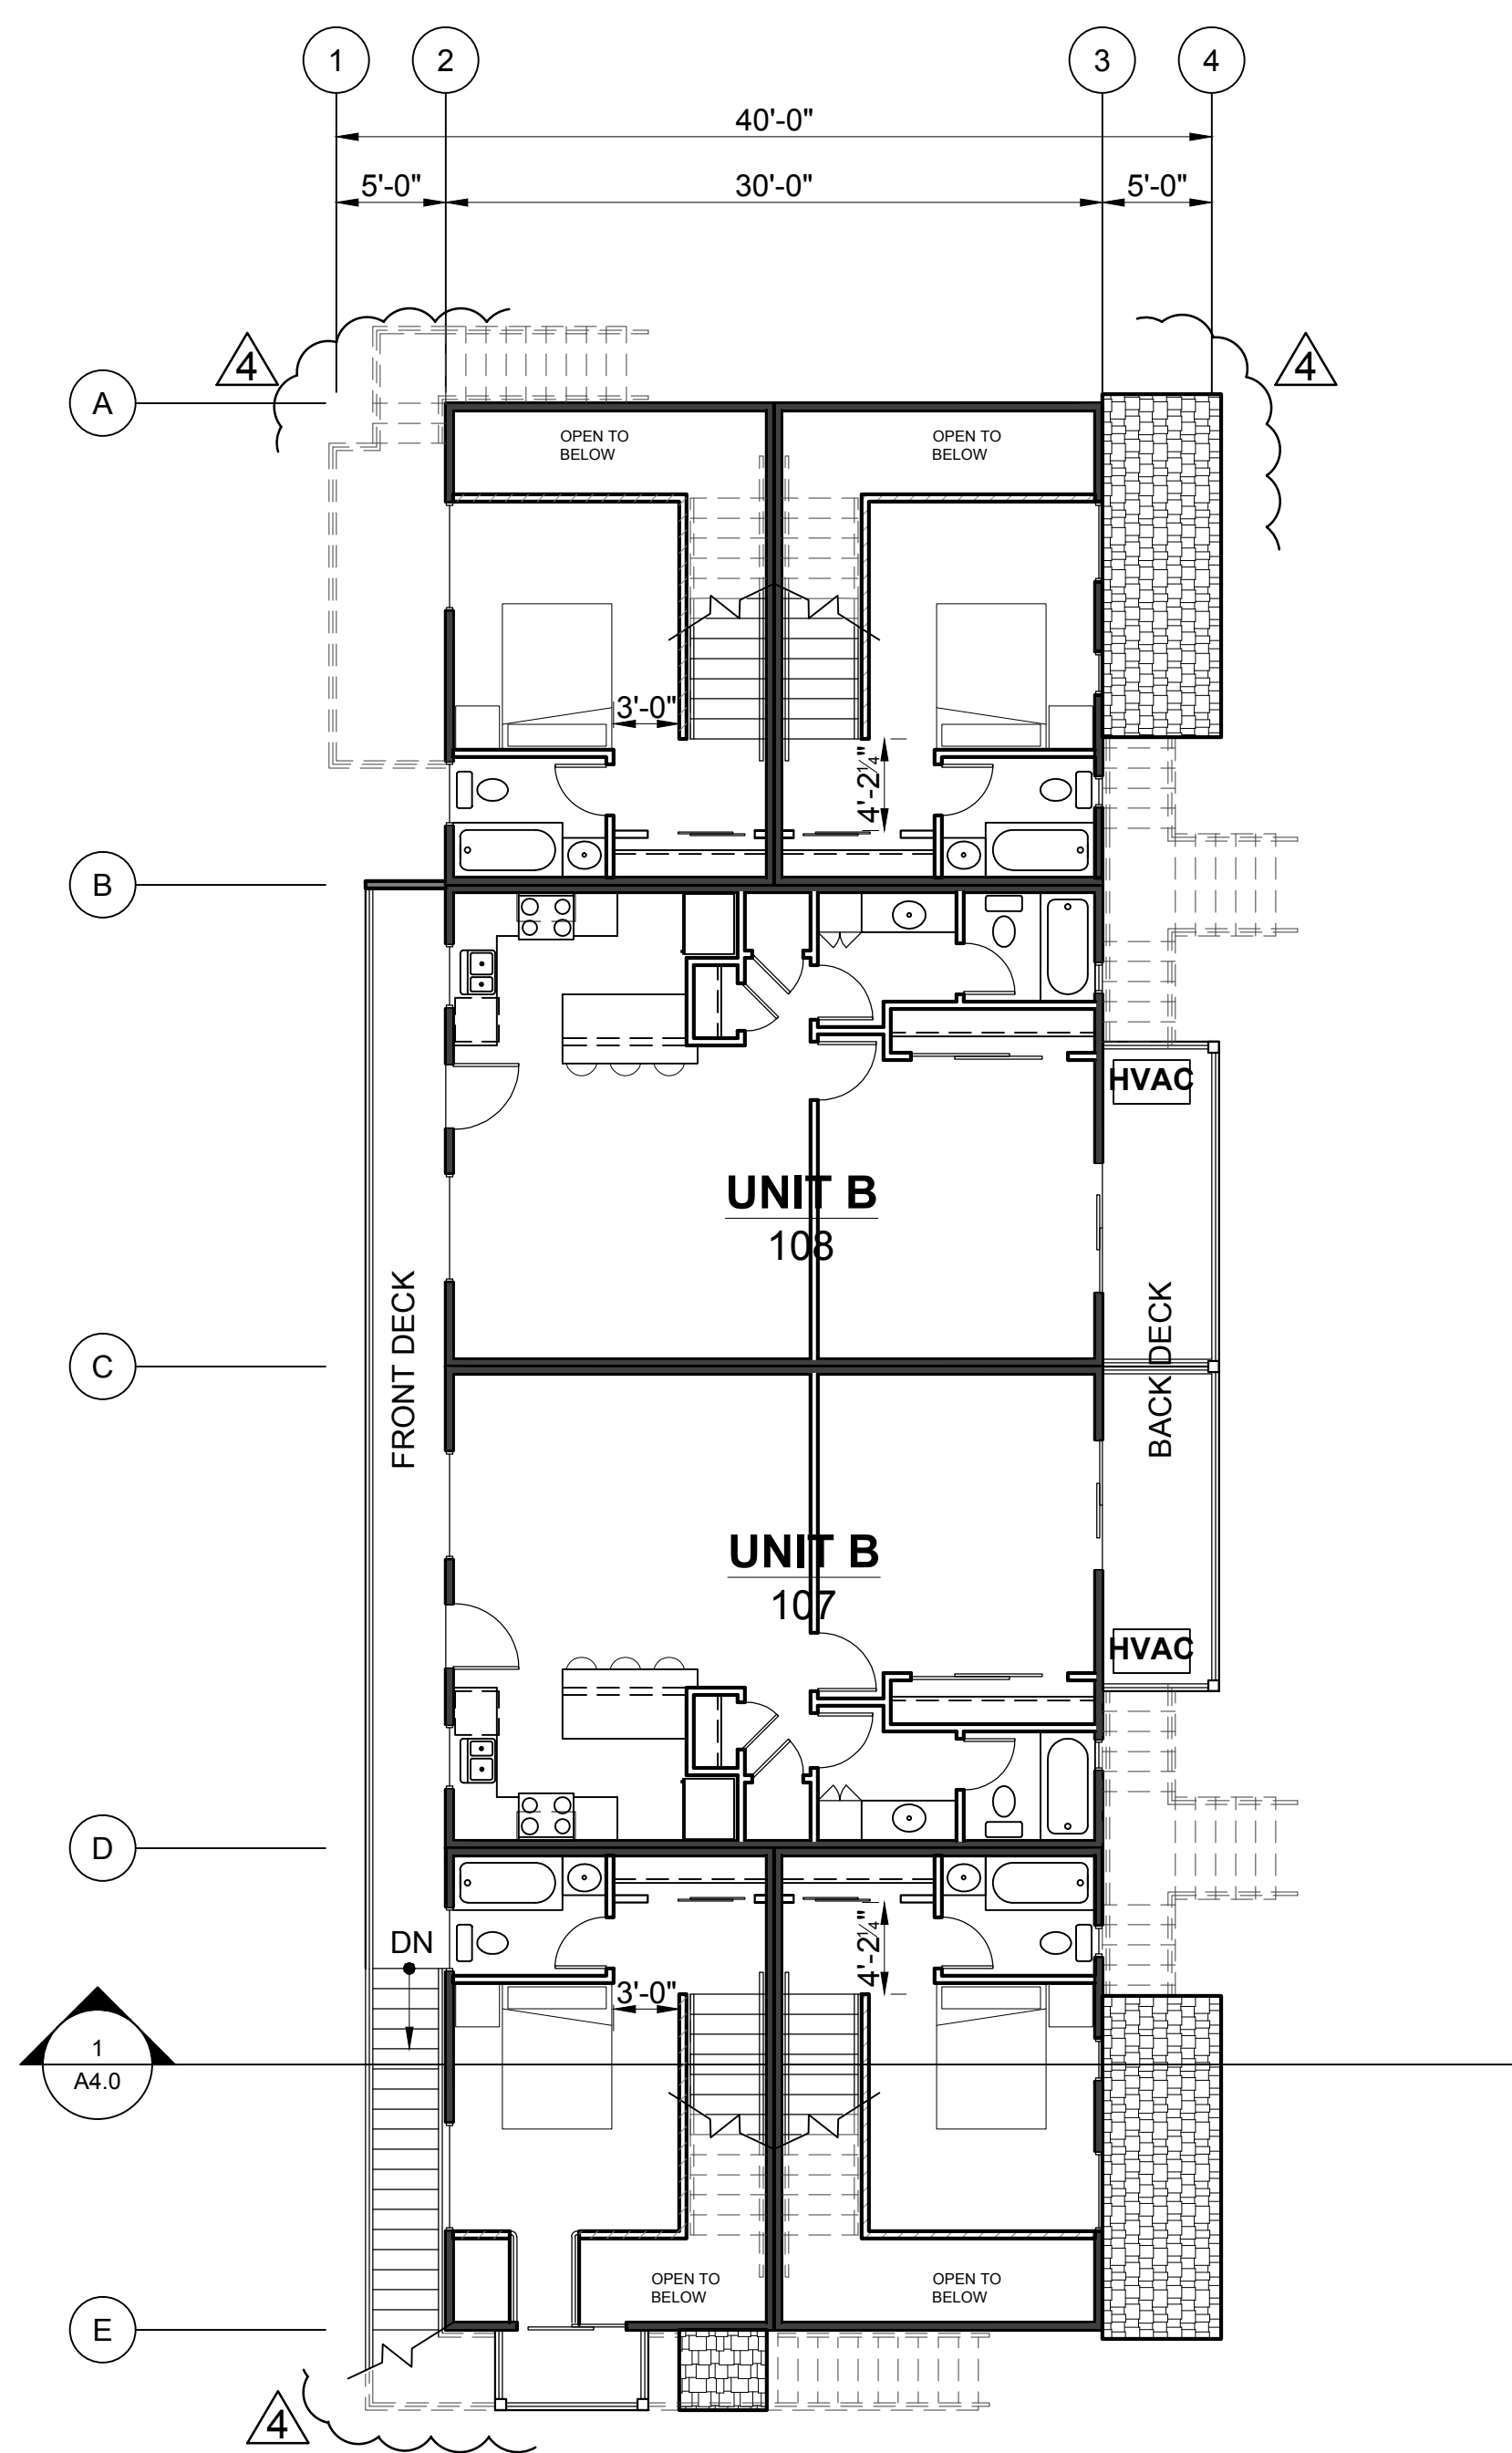 1 2 3 4
40'-0"
5'-0" 30'-0" 5'-0"
4 4
A
OPEN TO OPEN TO
BELOW BELOW
3'-0"
4'-2¼"
B
HVAC
UNIT B
108
FRONT DECK
BACK DECK
C
UNIT B
107
HVAC
D
DN
4'-2¼"
3'-0"
1
A4.0
OPEN TO OPEN TO
BELOW BELOW
E
4